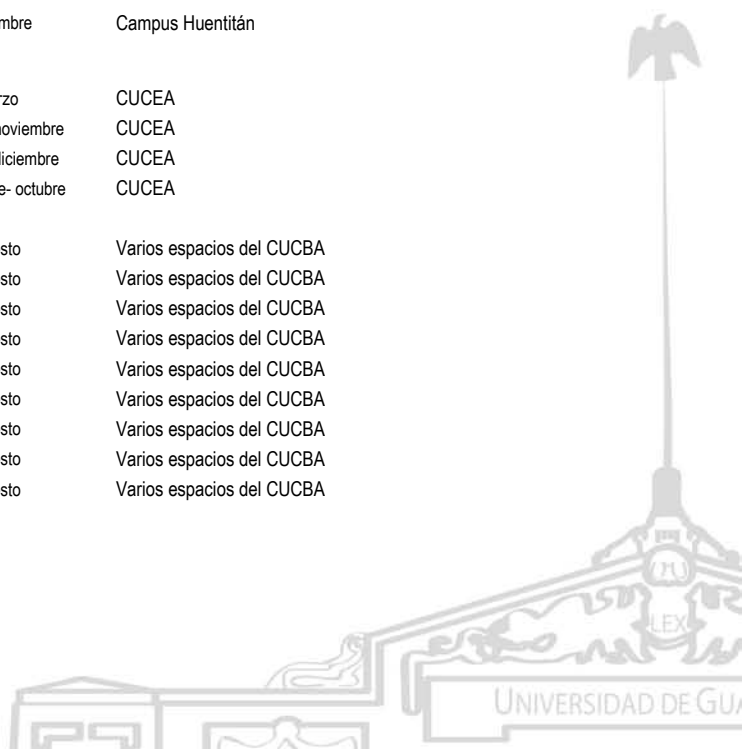 mbre Campus Huentitán
rzo CUCEA
noviembre CUCEA
diciembre CUCEA
e- octubre CUCEA
sto Varios espacios del CUCBA
sto Varios espacios del CUCBA
sto Varios espacios del CUCBA
sto Varios espacios del CUCBA
sto Varios espacios del CUCBA
sto Varios espacios del CUCBA
sto Varios espacios del CUCBA
sto Varios espacios del CUCBA
sto Varios espacios del CUCBA
LEX
UNIVERSIDAD DE GUA